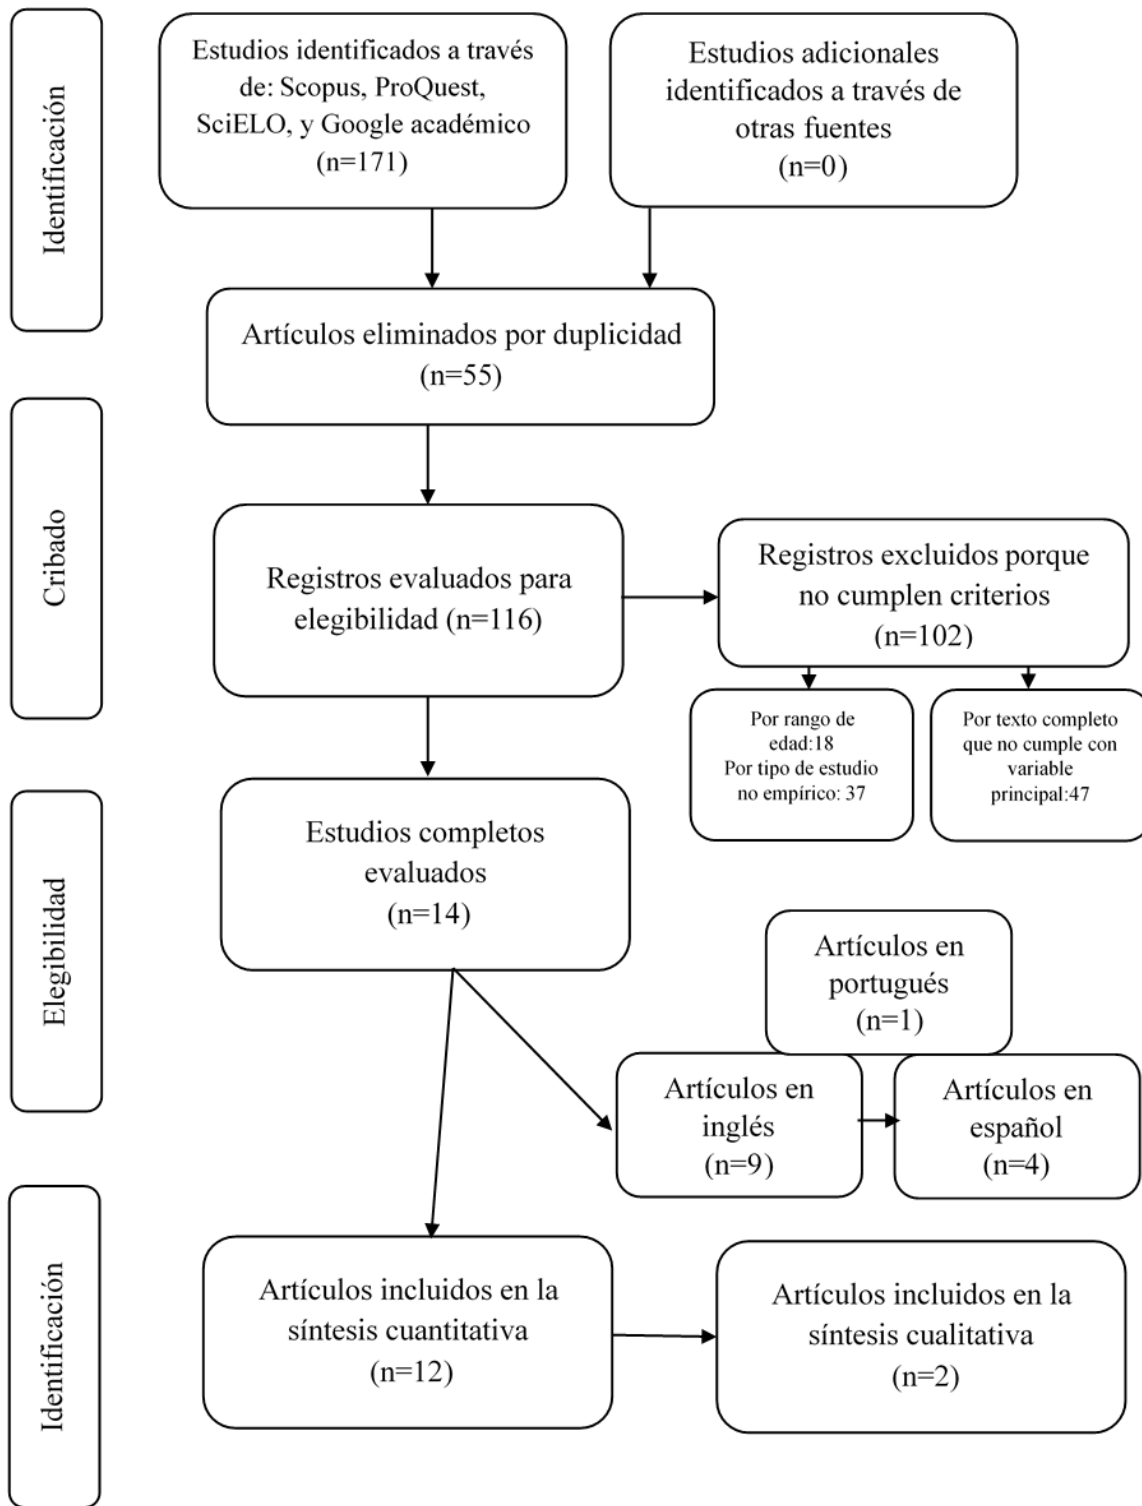 Identificación
Estudios identificados a través
de: Scopus, ProQuest,
SciELO, y Google académico
(n=171)
Estudios adicionales
identificados a través de
otras fuentes
(n=0)
Artículos eliminados por duplicidad
(n=55)
Cribado
Registros evaluados para
elegibilidad (n=116)
Registros excluidos porque
no cumplen criterios
(n=102)
Por rango de
edad:18
Por tipo de estudio
no empírico: 37
Por texto completo
que no cumple con
variable
principal:47
Elegibilidad
Estudios completos
evaluados
(n=14)
Artículos en
portugués
(n=1)
Artículos en
inglés
(n=9)
Artículos en
español
(n=4)
Identificación
Artículos incluidos en la
síntesis cuantitativa
(n=12)
Artículos incluidos en la
síntesis cualitativa
(n=2)